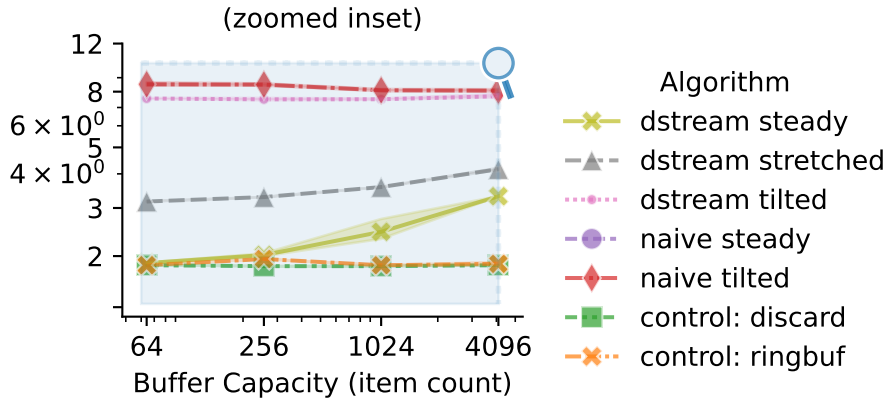 (zoomed inset)
12
8
6 × 10⁰
5
4 × 10⁰
3
2
64 256 1024 4096
Buffer Capacity (item count)
Algorithm
dstream steady
dstream stretched
dstream tilted
naive steady
naive tilted
control: discard
control: ringbuf